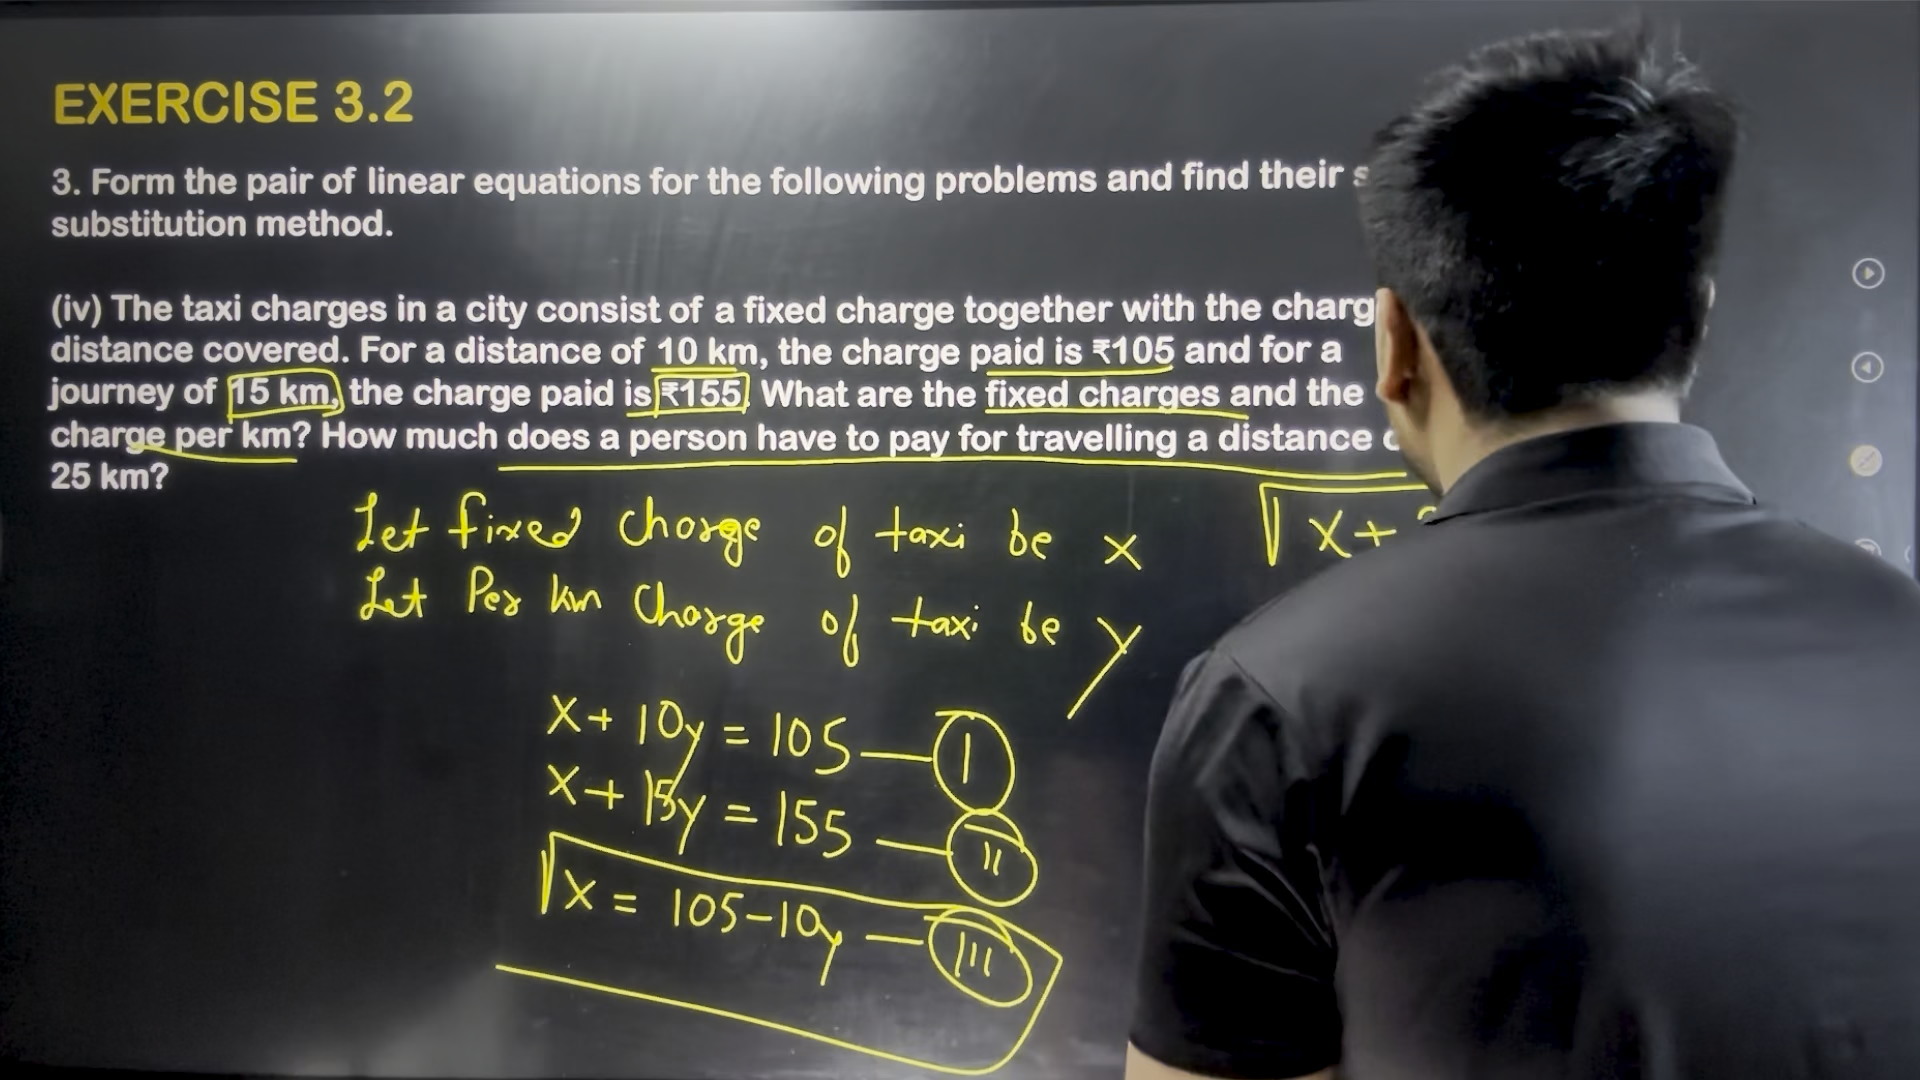 EXERCISE 3.2
3. Form the pair of linear equations for the following problems and find their
substitution method.
(iv) The taxi charges in a city consist of a fixed charge together with the charg
distance covered. For a distance of 10 km, the charge paid is ₹105 and for a
journey of 15 km, the charge paid is ₹155. What are the fixed charges and the
charge per km? How much does a person have to pay for travelling a distance
25 km?
Let fixed charge of taxi be x
Let Per km Charge of taxi be y
x +
x + 10y = 105 — I
x + 15y = 155 — II
x = 105 - 10y — III